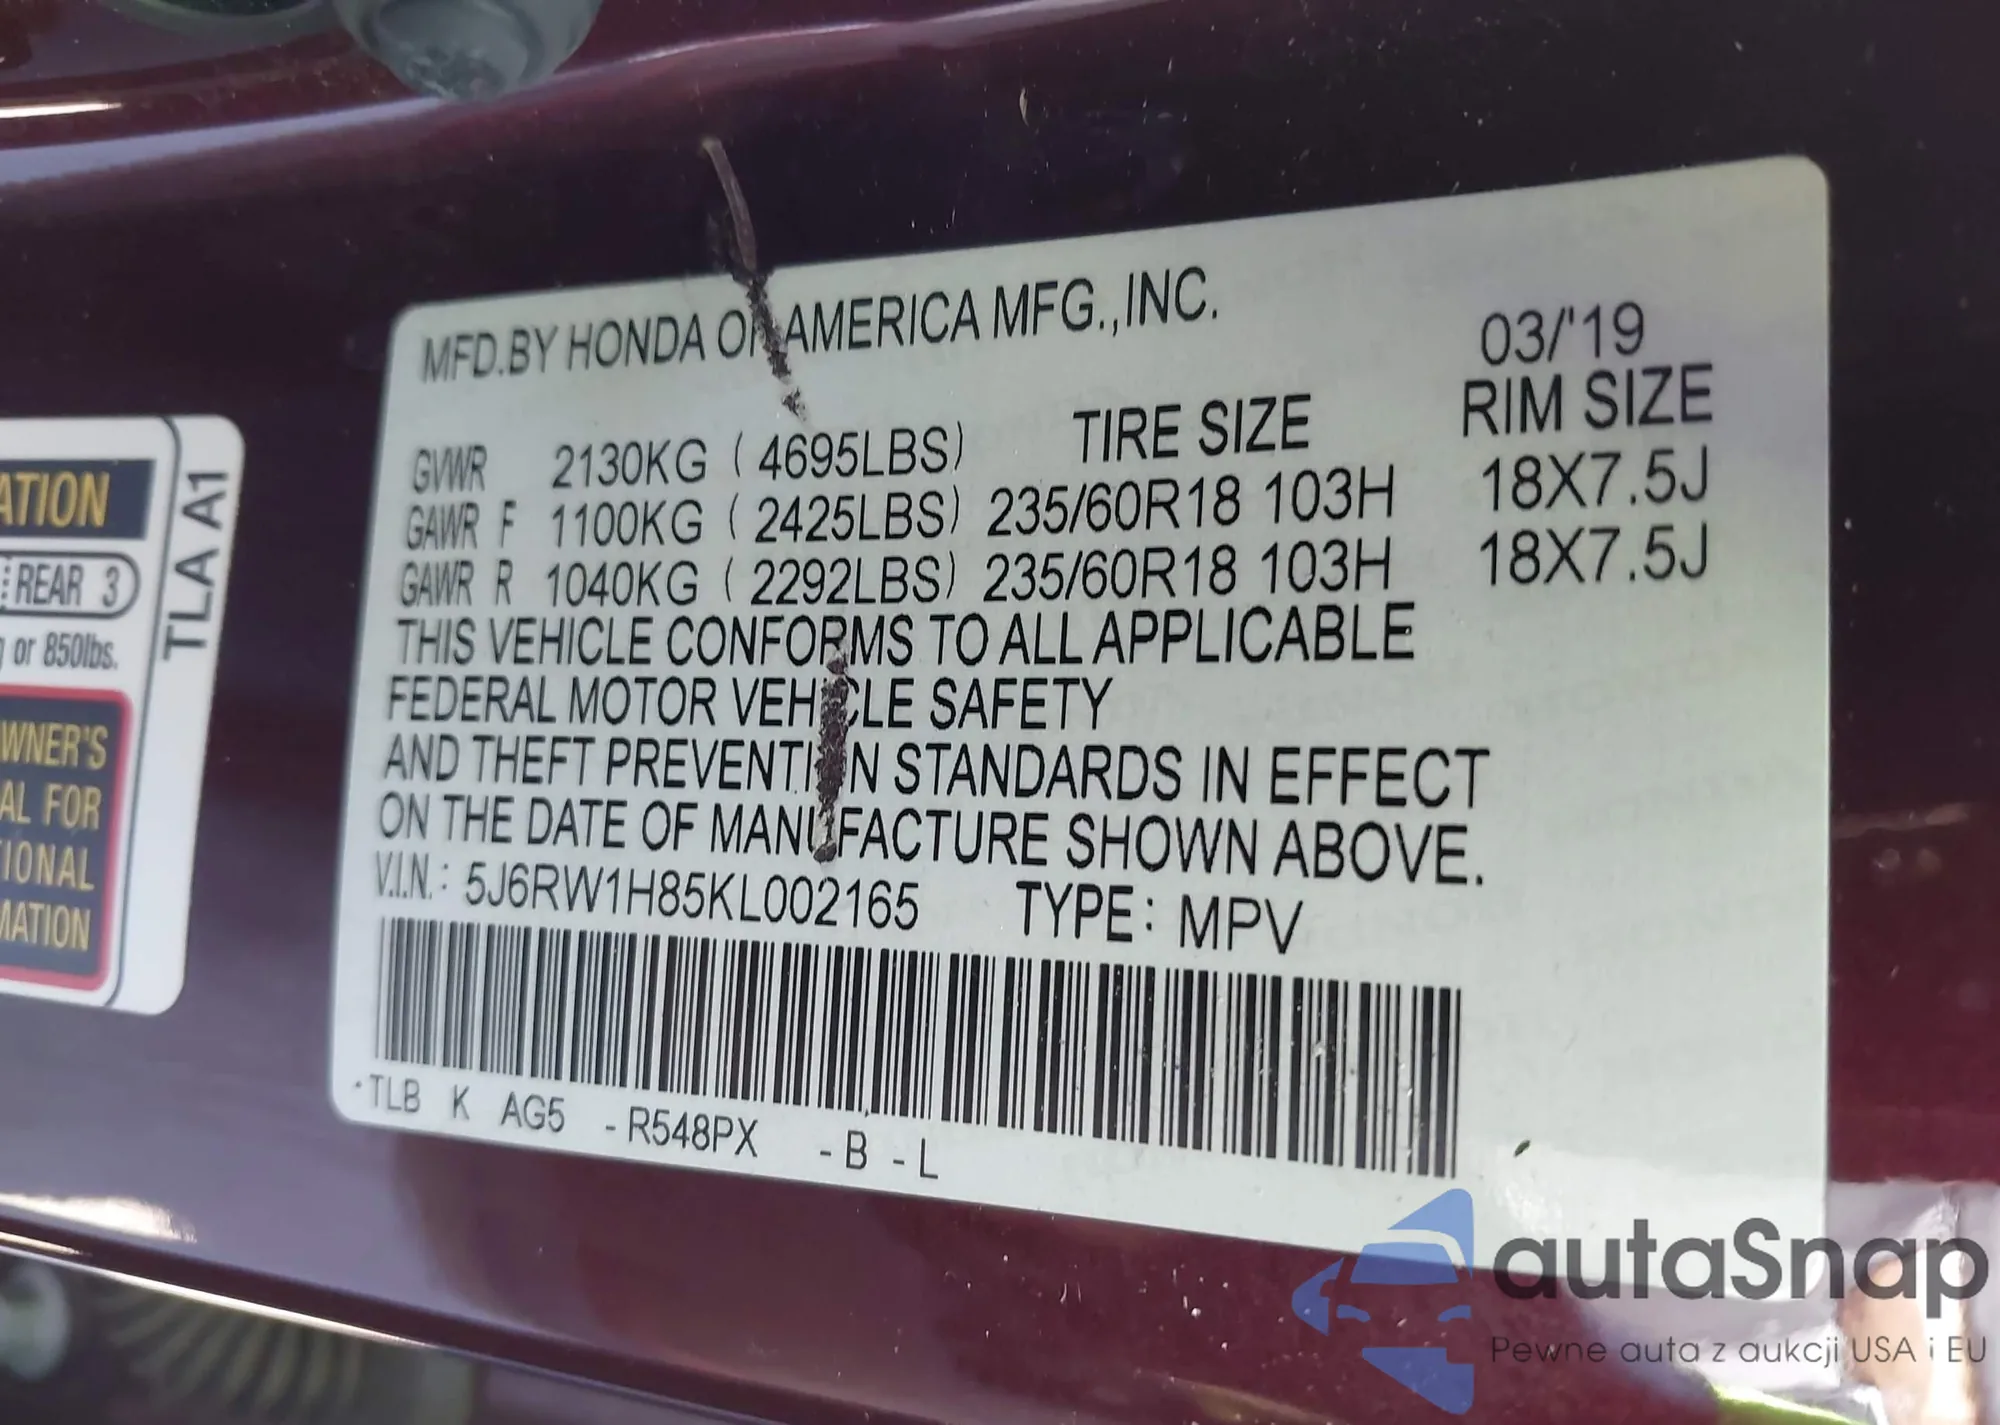 MFD.BY HONDA OF AMERICA MFG.,INC. 03/'19
TIRE SIZE RIM SIZE
GVWR 2130KG (4695LBS)
GAWR F 1100KG (2425LBS) 235/60R18 103H 18X7.5J
GAWR R 1040KG (2292LBS) 235/60R18 103H 18X7.5J
THIS VEHICLE CONFORMS TO ALL APPLICABLE
FEDERAL MOTOR VEHICLE SAFETY
AND THEFT PREVENTION STANDARDS IN EFFECT
ON THE DATE OF MANUFACTURE SHOWN ABOVE.
V.I.N.: 5J6RW1H85KL002165 TYPE: MPV
TLB K AG5 -R548PX -B -L
ATION
REAR 3
or 850lbs.
WNER'S
AL FOR
IONAL
MATION
TLA A1
autaSnap
Pewne auta z aukcji USA i EU